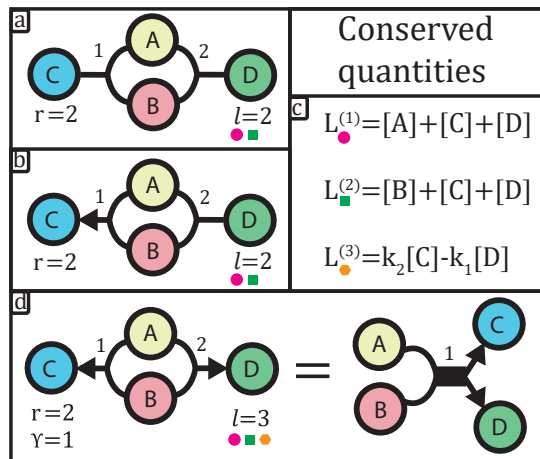 a
1
A
2
C
B
D
r=2
l=2
b
1
A
2
C
B
D
r=2
l=2
Conserved
quantities
c
L^(1)=[A]+[C]+[D]
L^(2)=[B]+[C]+[D]
L^(3)=k₂[C]-k₁[D]
d
1
A
2
C
B
D
r=2
ϒ=1
l=3
=
A
1
C
B
D